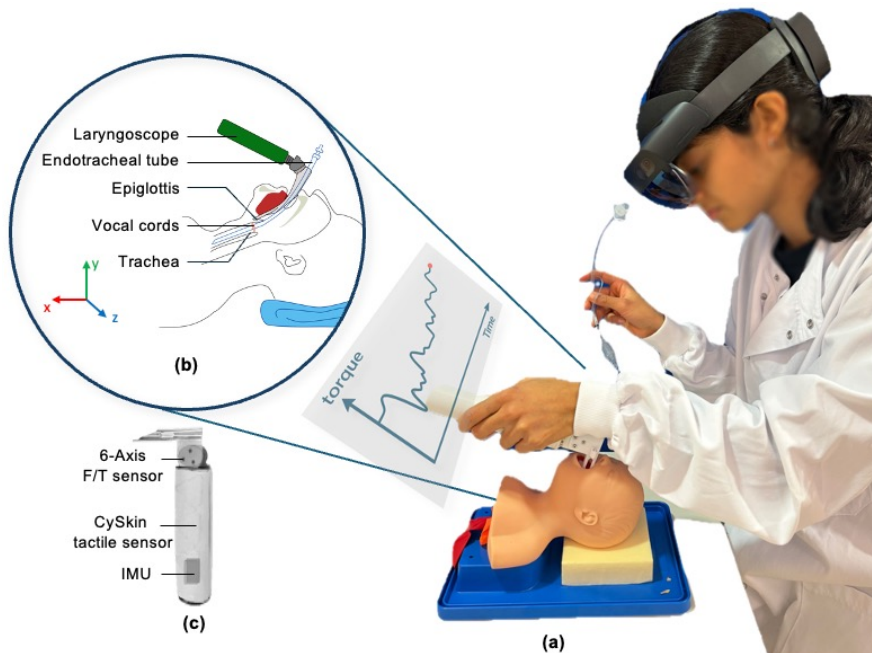 Laryngoscope
Endotracheal tube
Epiglottis
Vocal cords
Trachea
y
x
z
(b)
torque
Time
6-Axis
F/T sensor
CySkin
tactile sensor
IMU
(c)
(a)